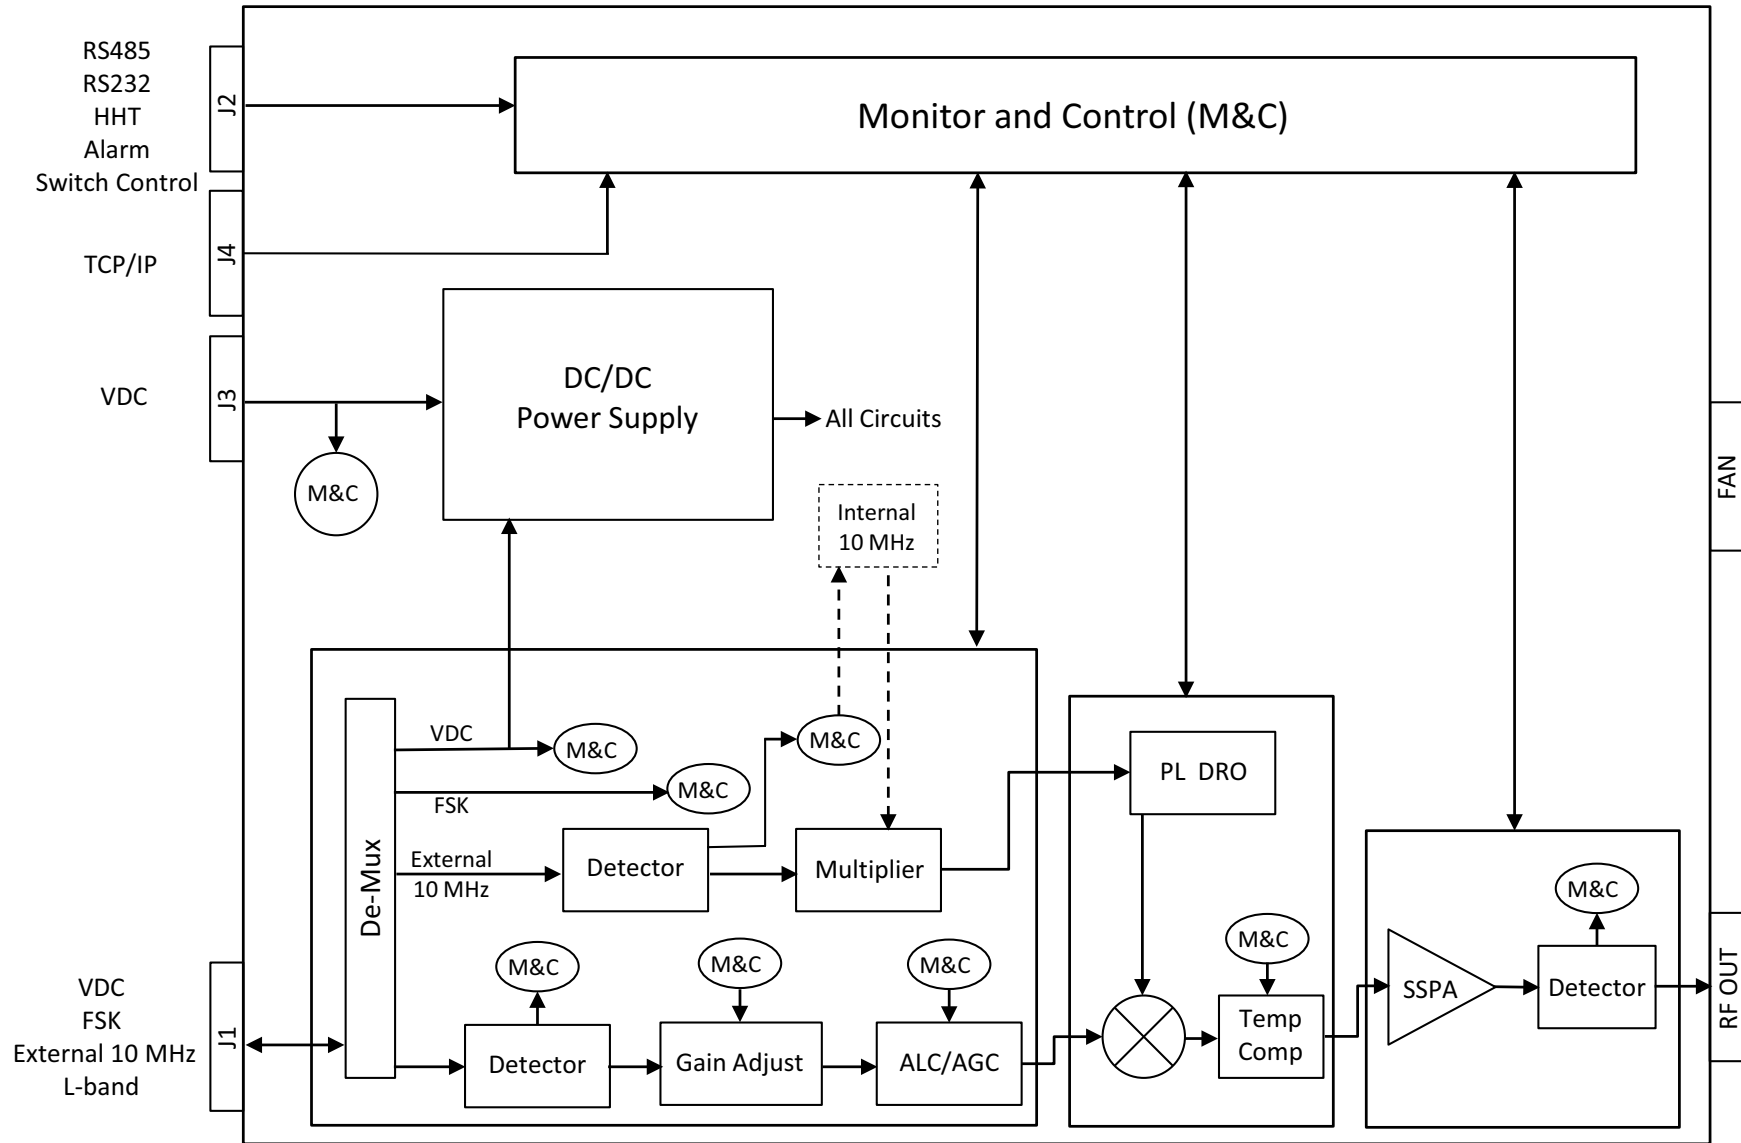 RS485
RS232
HHT
Alarm
Switch Control
J2
Monitor and Control (M&C)
TCP/IP
J4
VDC
J3
M&C
DC/DC
Power Supply
All Circuits
Internal
10 MHz
FAN
De-Mux
VDC
M&C
FSK
M&C
M&C
External
10 MHz
Detector
Multiplier
PL DRO
M&C
M&C
M&C
Detector
Gain Adjust
ALC/AGC
M&C
Temp
Comp
M&C
SSPA
Detector
RF OUT
VDC
FSK
External 10 MHz
L-band
J1